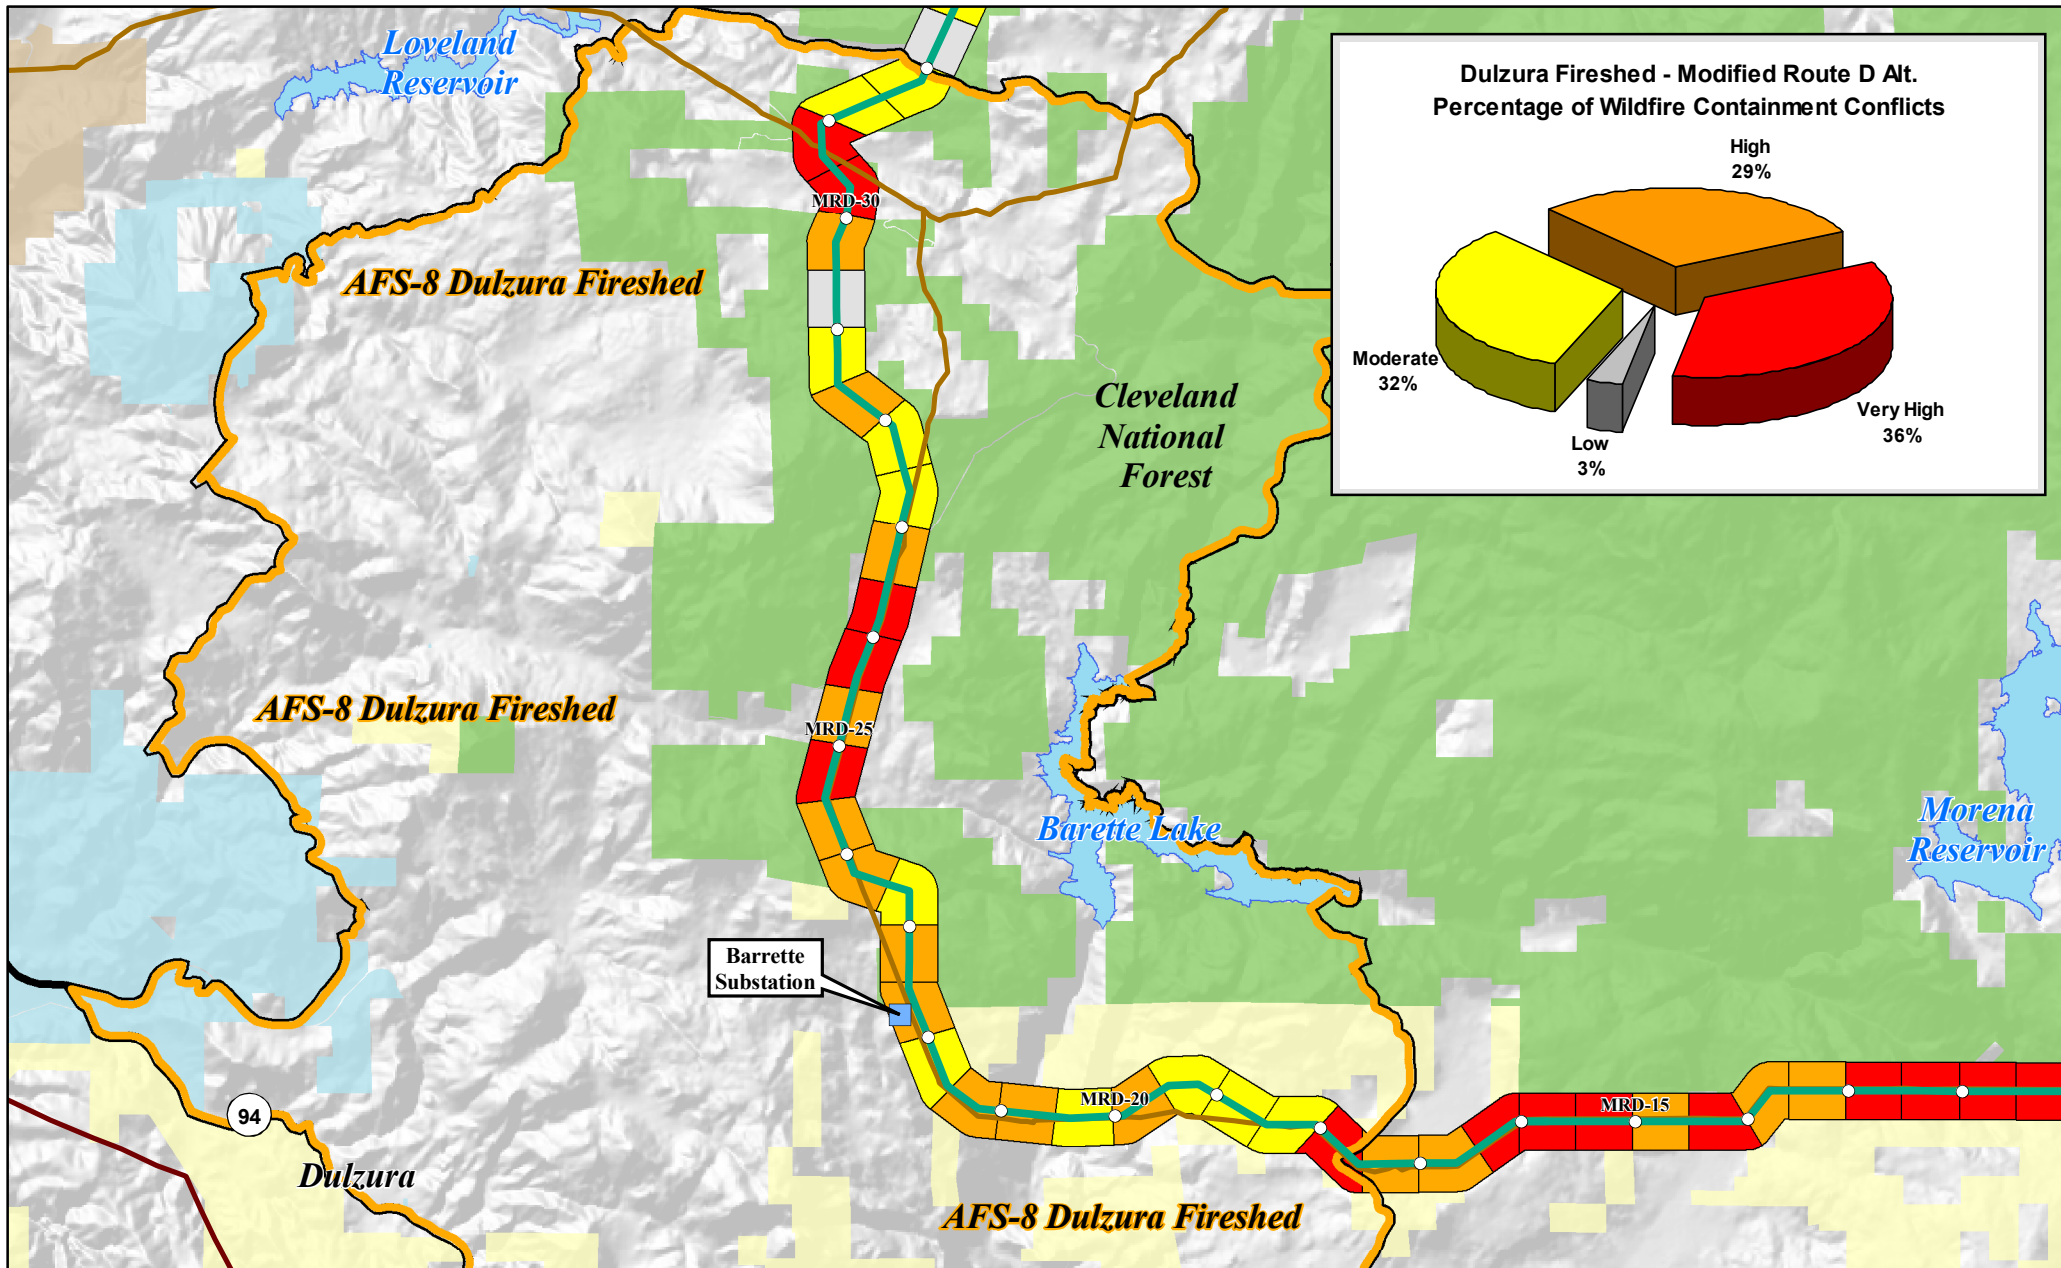 Loveland
Reservoir
Dulzura Fireshed - Modified Route D Alt.
Percentage of Wildfire Containment Conflicts
High
29%
Moderate
32%
Very High
36%
Low
3%
MRD-30
AFS-8 Dulzura Fireshed
Cleveland
National
Forest
AFS-8 Dulzura Fireshed
MRD-25
Barette Lake
Morena
Reservoir
Barrette
Substation
MRD-20
MRD-15
94
Dulzura
AFS-8 Dulzura Fireshed